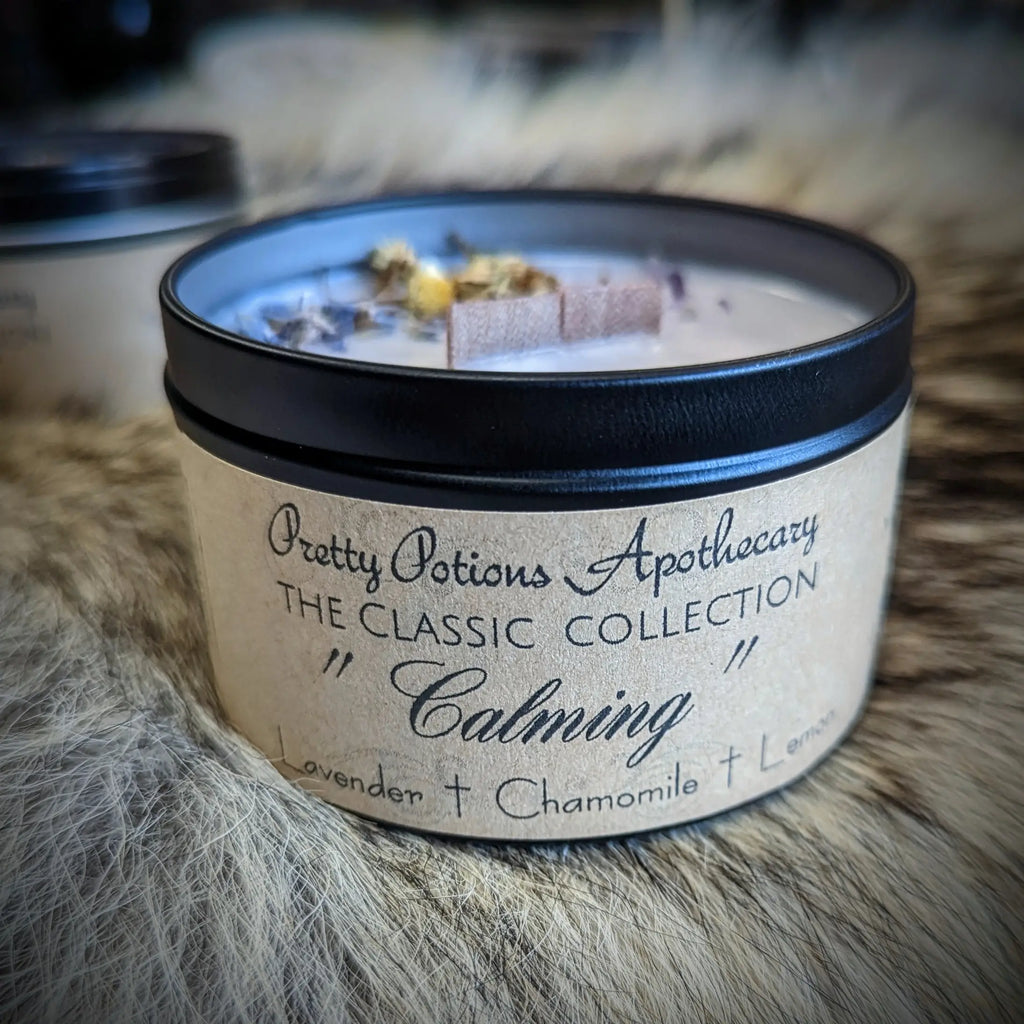 Pretty Potions Apothecary
THE CLASSIC COLLECTION
" Calming "
Lavender † Chamomile † Lemon